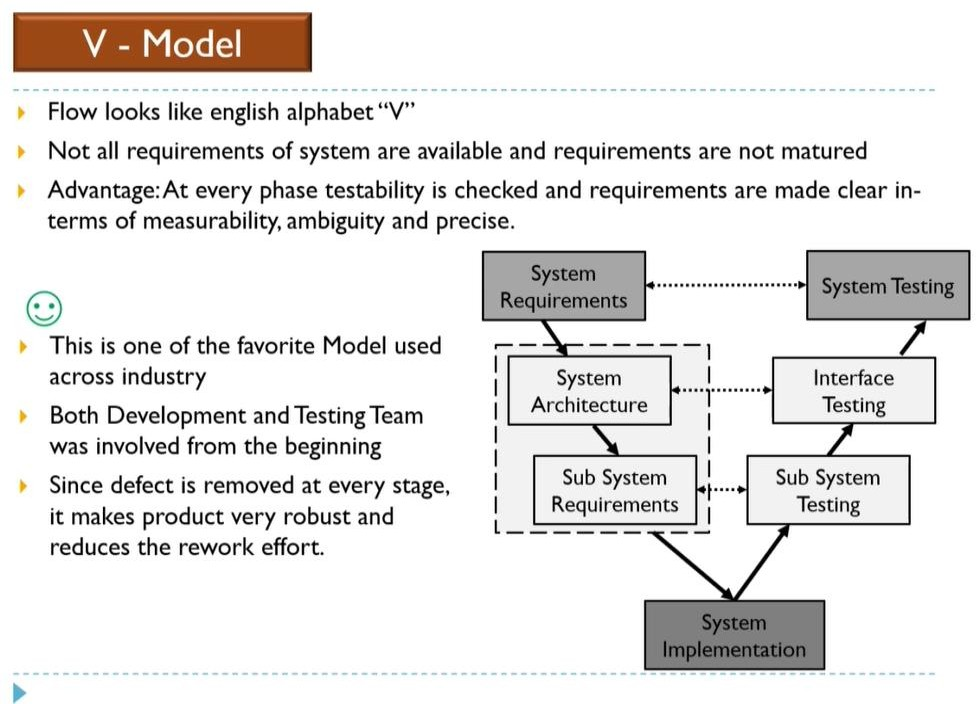 V - Model
Flow looks like english alphabet “V”
Not all requirements of system are available and requirements are not matured
Advantage: At every phase testability is checked and requirements are made clear in-
terms of measurability, ambiguity and precise.
This is one of the favorite Model used
across industry
Both Development and Testing Team
was involved from the beginning
Since defect is removed at every stage,
it makes product very robust and
reduces the rework effort.
System
Requirements
System Testing
System
Architecture
Interface
Testing
Sub System
Requirements
Sub System
Testing
System
Implementation